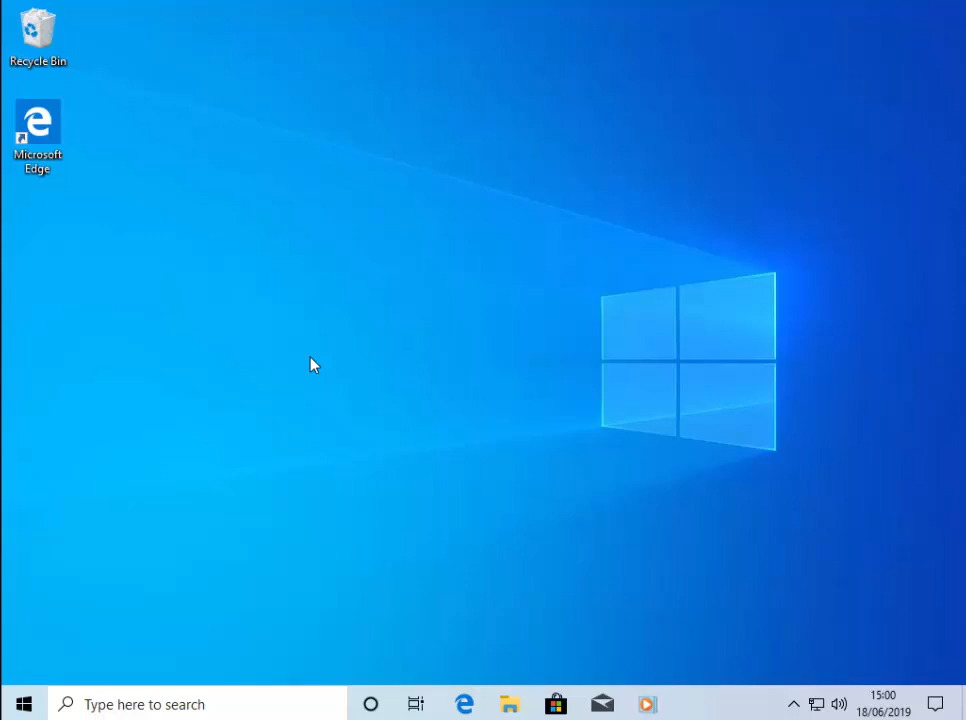 Recycle Bin
Microsoft
Edge
Type here to search
15:00
18/06/2019